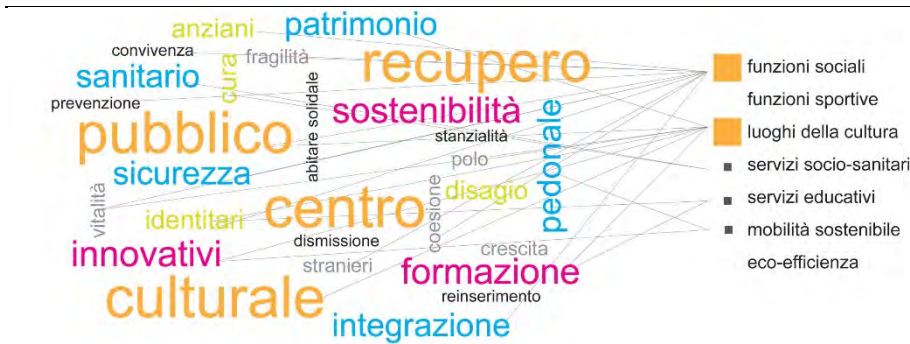 anziani
patrimonio
convivenza
fragilità
recupero
sanitario
cura
prevenzione
abitare solidale
sostenibilità
pubblico
stanzialità
pedonale
polo
sicurezza
vitalità
identitari
centro
coesione
disagio
dismissione
innovativi
stranieri
crescita
formazione
culturale
reinserimento
integrazione
funzioni sociali
funzioni sportive
luoghi della cultura
servizi socio-sanitari
servizi educativi
mobilità sostenibile
eco-efficienza